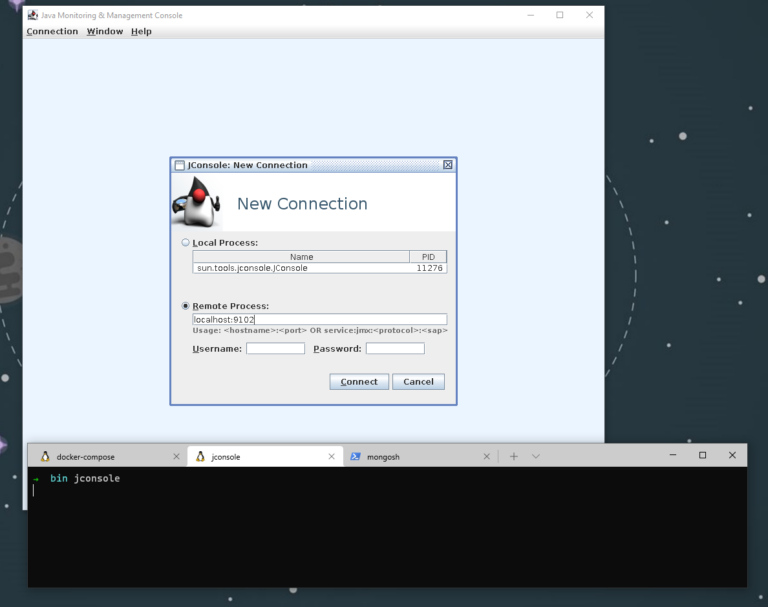 Java Monitoring & Management Console
Connection Window Help
JConsole: New Connection
New Connection
Local Process:
Name PID
sun.tools.jconsole.JConsole 11276
Remote Process:
localhost:9102
Usage: <hostname>:<port> OR service:jmx:<protocol>:<sap>
Username: Password:
Connect Cancel
docker-compose jconsole mongosh
→ bin jconsole